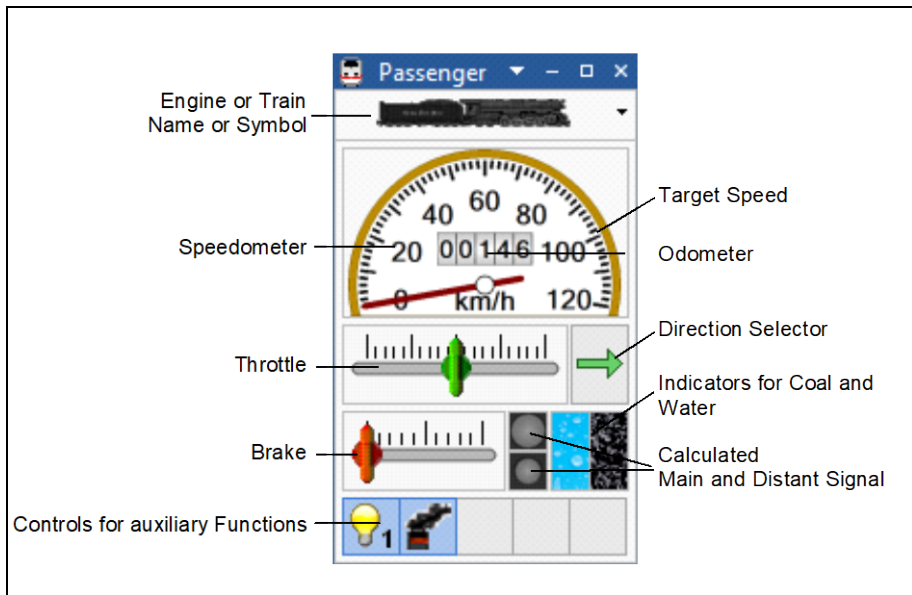 Passenger
Engine or Train
Name or Symbol
Target Speed
Speedometer
Odometer
0 20 40 60 80 100 120
00146
km/h
Direction Selector
Throttle
Indicators for Coal and
Water
Brake
Calculated
Main and Distant Signal
Controls for auxiliary Functions
1